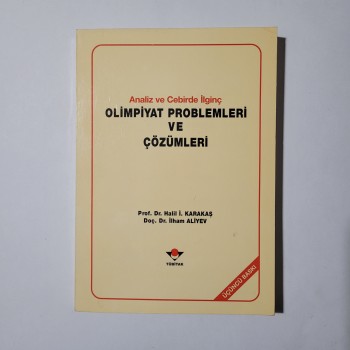 Analiz ve Cebirde İlginç
OLİMPİYAT PROBLEMLERİ
VE
ÇÖZÜMLERİ
Prof. Dr. Halil İ. KARAKAŞ
Doç. Dr. İlham ALİYEV
TÜBİTAK
ÜÇÜNCÜ BASKI